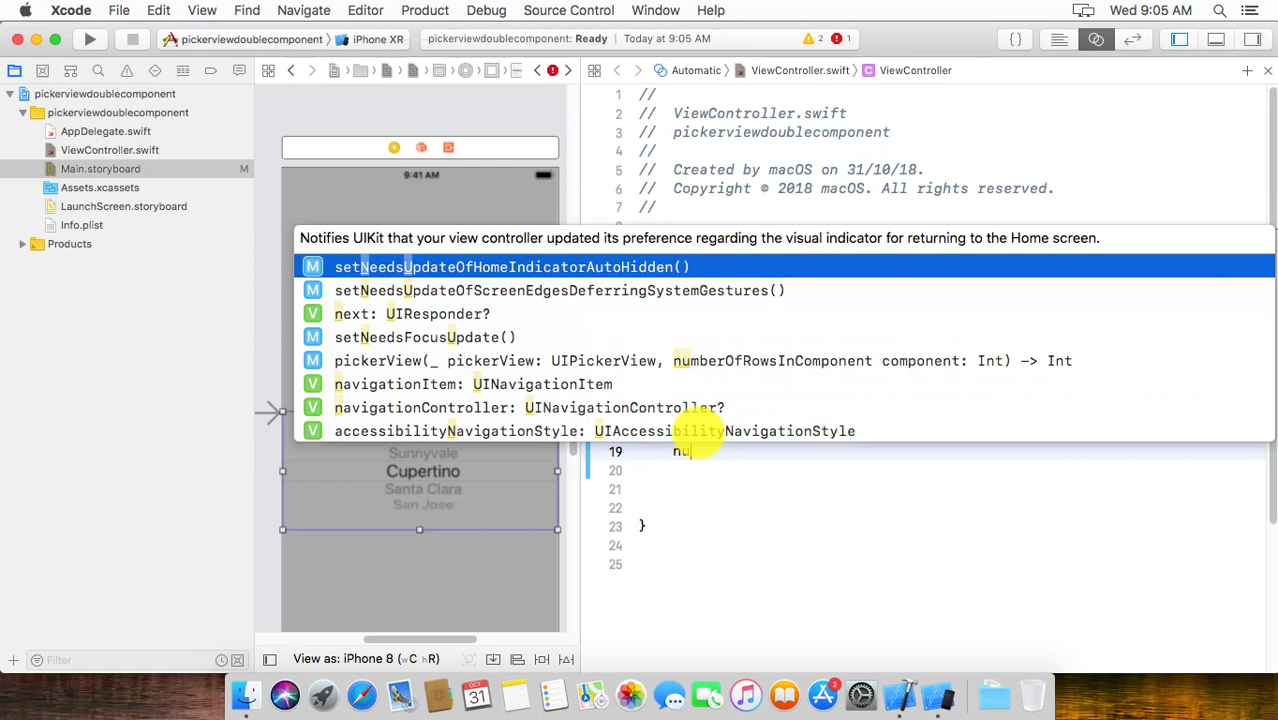 Xcode File Edit View Find Navigate Editor Product Debug Source Control Window Help Wed 9:05 AM
pickerviewdoublecomponent iPhone XR pickerviewdoublecomponent: Ready Today at 9:05 AM 2 1 { }
Automatic ViewController.swift C ViewController
pickerviewdoublecomponent
pickerviewdoublecomponent
AppDelegate.swift
ViewController.swift
Main.storyboard M
Assets.xcassets
LaunchScreen.storyboard
Info.plist
Products
9:41 AM
1 //
2 // ViewController.swift
3 // pickerviewdoublecomponent
4 //
5 // Created by macOS on 31/10/18.
6 // Copyright © 2018 macOS. All rights reserved.
7 //
Notifies UIKit that your view controller updated its preference regarding the visual indicator for returning to the Home screen.
M setNeedsUpdateOfHomeIndicatorAutoHidden()
M setNeedsUpdateOfScreenEdgesDeferringSystemGestures()
V next: UIResponder?
M setNeedsFocusUpdate()
M pickerView(_ pickerView: UIPickerView, numberOfRowsInComponent component: Int) -> Int
V navigationItem: UINavigationItem
V navigationController: UINavigationController?
V accessibilityNavigationStyle: UIAccessibilityNavigationStyle
Sunnyvale
Cupertino
Santa Clara
San Jose
19 nu
20
21
22
23 }
24
25
Filter
View as: iPhone 8 (wC hR)
OCT
31
2